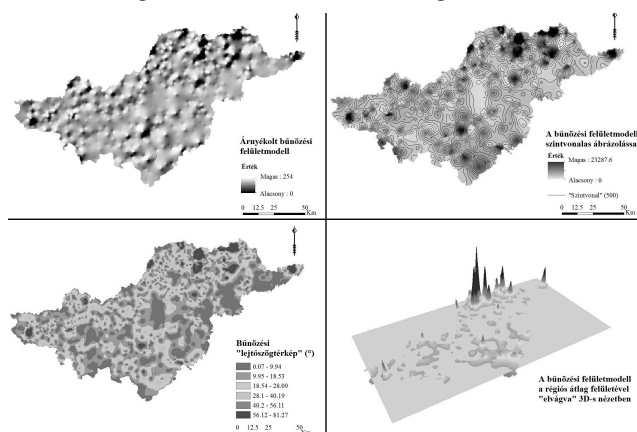 Árnyékolt bűnözési
felületmodell
Érték
Magas : 254
Alacsony : 0
0 12.5 25 50
Km
A bűnözési felületmodell
szintvonalas ábrázolással
Érték
Magas : 23287.6
Alacsony : 0
"Szintvonal" (500)
0 12.5 25 50
Km
Bűnözési
"lejtőszögtérkép" (°)
0.07 - 9.94
9.95 - 18.53
18.54 - 28.09
28.1 - 40.19
40.2 - 56.11
56.12 - 81.27
0 12.5 25 50
Km
A bűnözési felületmodell
a régiós átlag felületével
"elvágva" 3D-s nézetben